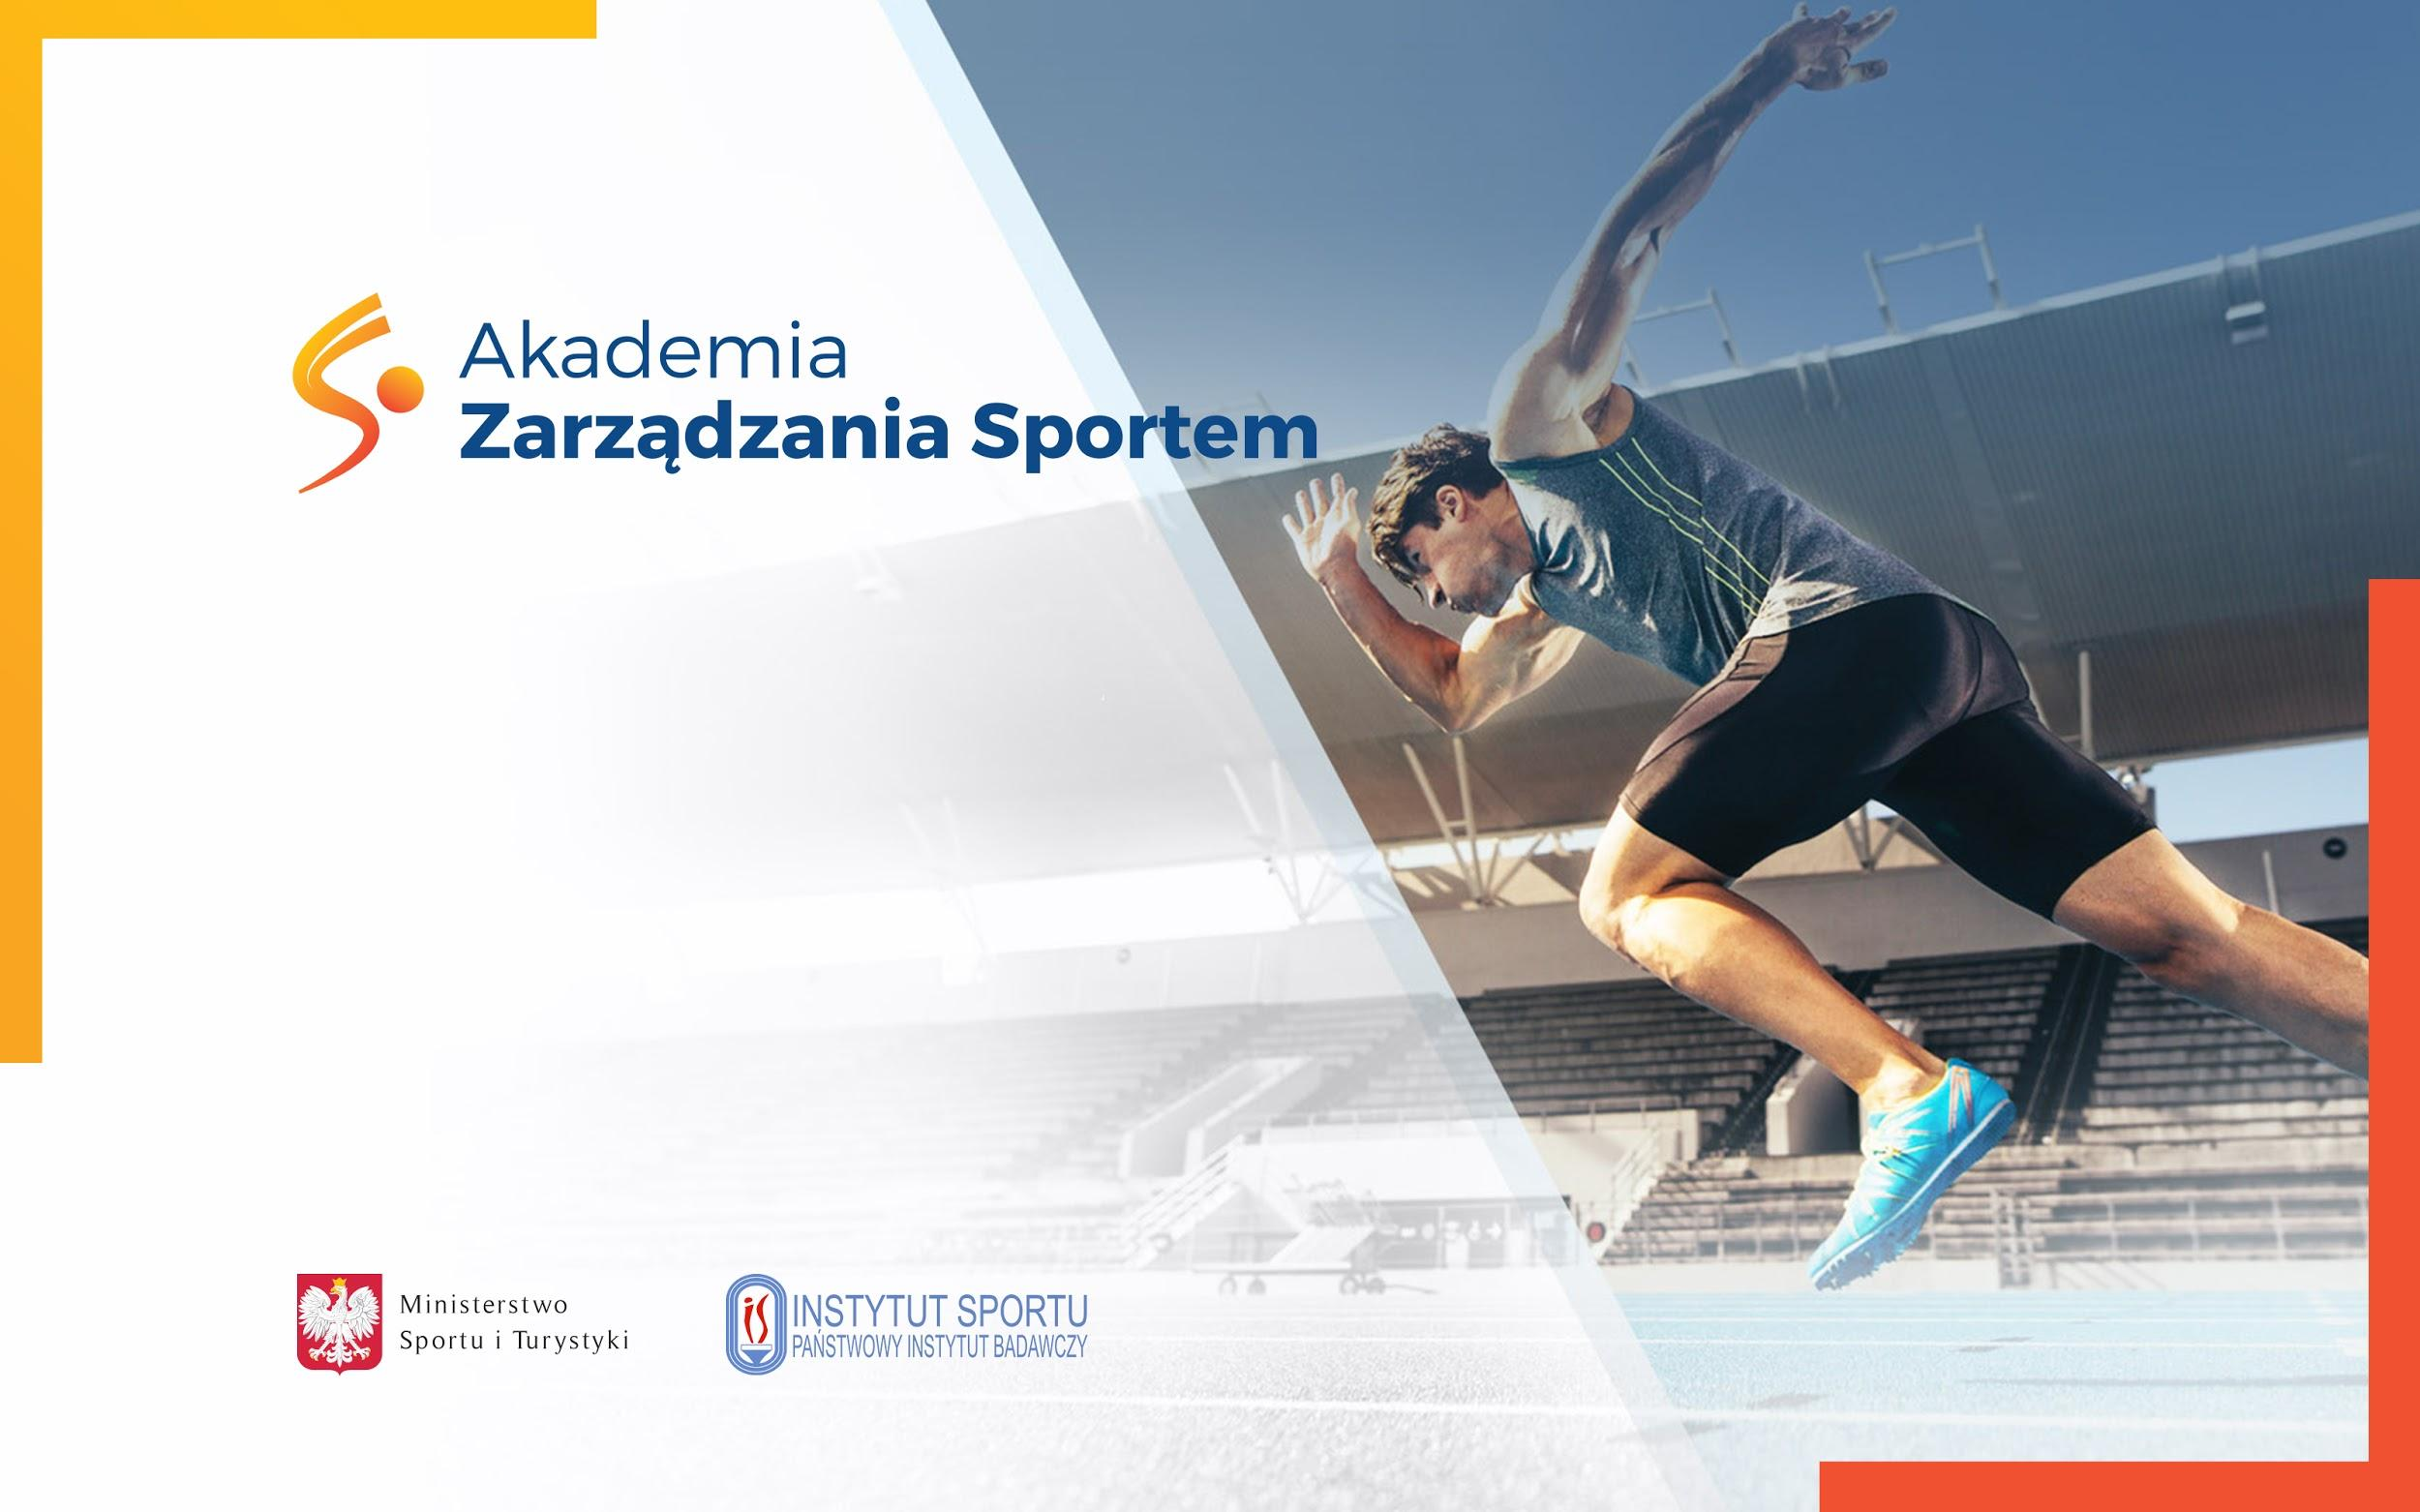 Akademia
Zarządzania Sportem
Ministerstwo
Sportu i Turystyki
INSTYTUT SPORTU
PAŃSTWOWY INSTYTUT BADAWCZY